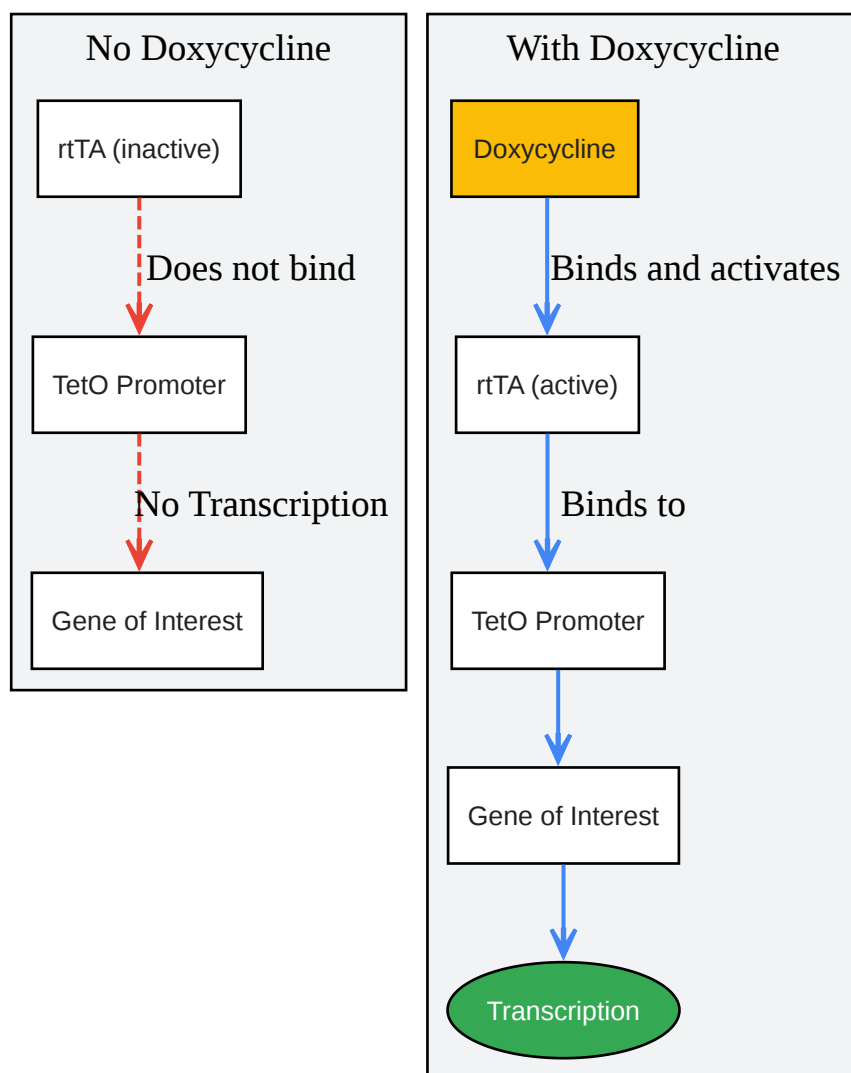 No Doxycycline
rtTA (inactive)
Does not bind
TetO Promoter
No Transcription
Gene of Interest
With Doxycycline
Doxycycline
Binds and activates
rtTA (active)
Binds to
TetO Promoter
Gene of Interest
Transcription